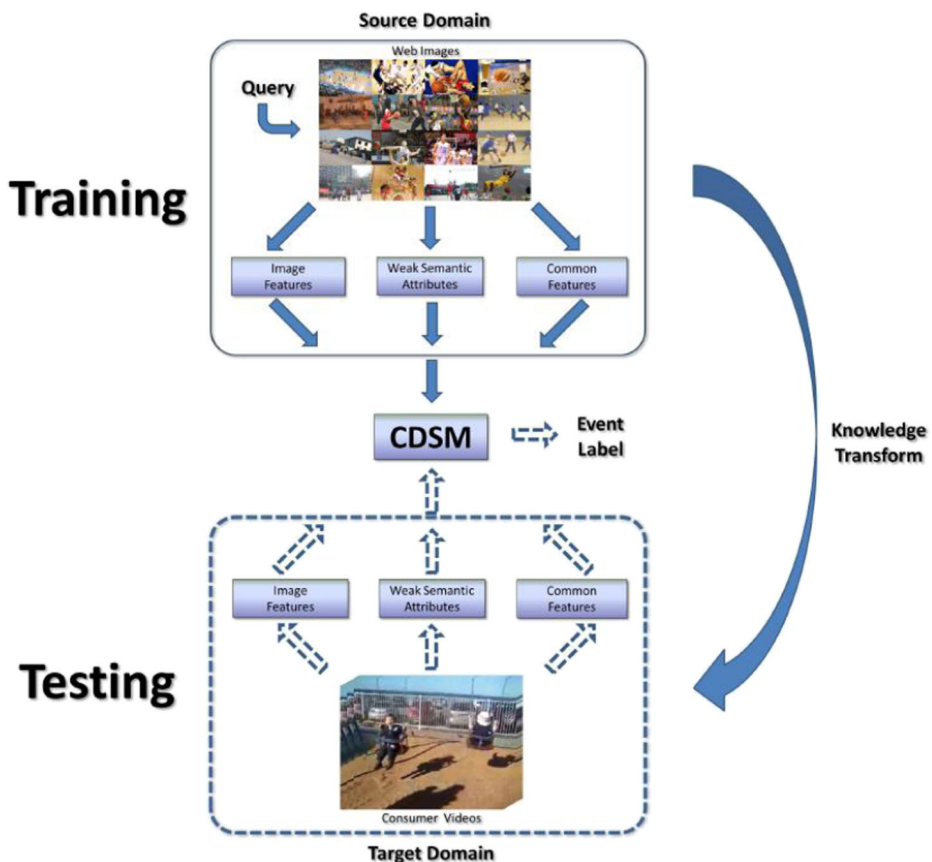 Source Domain
Web Images
Query
Training
Image
Features
Weak Semantic
Attributes
Common
Features
CDSM
Event
Label
Knowledge
Transform
Image
Features
Weak Semantic
Attributes
Common
Features
Testing
Consumer Videos
Target Domain